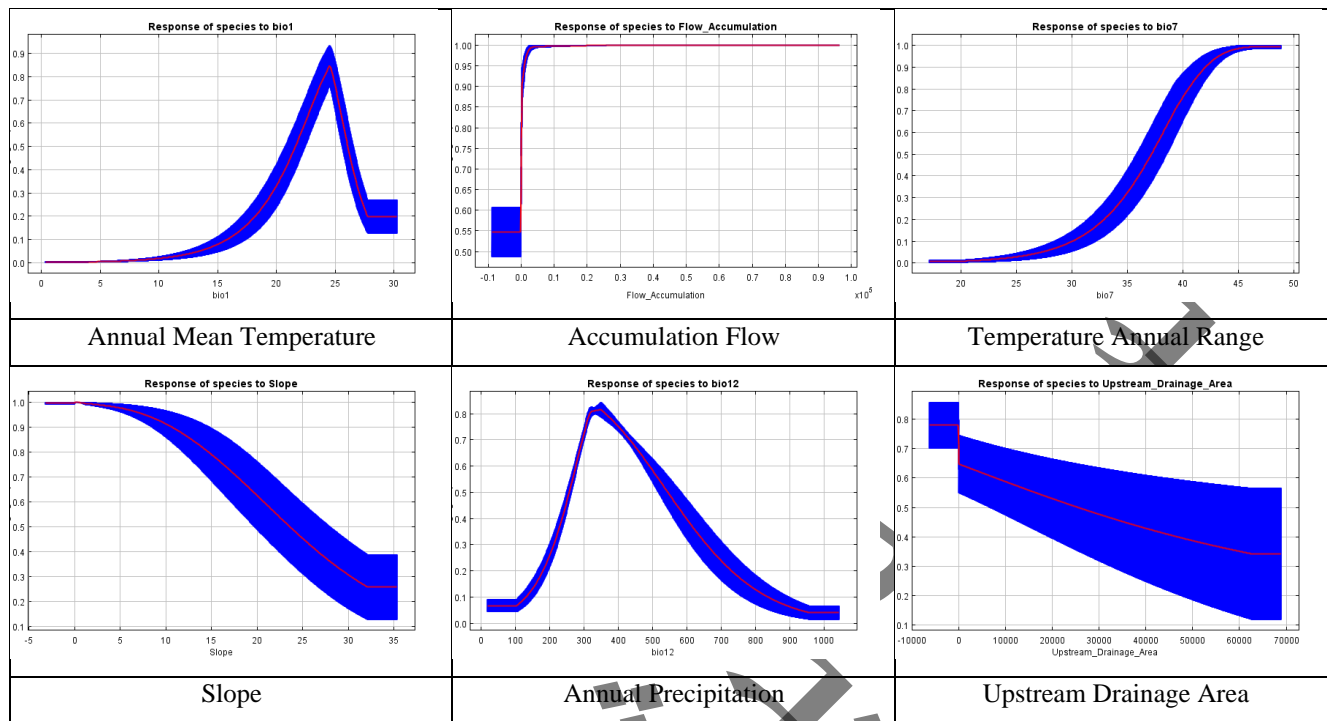 Response of species to bio1
0.9
0.8
0.7
0.6
0.5
0.4
0.3
0.2
0.1
0.0
0 5 10 15 20 25 30
bio1
Annual Mean Temperature
Response of species to Flow_Accumulation
1.00
0.95
0.90
0.85
0.80
0.75
0.70
0.65
0.60
0.55
0.50
-0.1 0.0 0.1 0.2 0.3 0.4 0.5 0.6 0.7 0.8 0.9 1.0
x10⁵
Flow_Accumulation
Accumulation Flow
Response of species to bio7
1.0
0.9
0.8
0.7
0.6
0.5
0.4
0.3
0.2
0.1
0.0
20 25 30 35 40 45 50
bio7
Temperature Annual Range
Response of species to Slope
1.0
0.9
0.8
0.7
0.6
0.5
0.4
0.3
0.2
0.1
-5 0 5 10 15 20 25 30 35
Slope
Slope
Response of species to bio12
0.8
0.7
0.6
0.5
0.4
0.3
0.2
0.1
0.0
0 100 200 300 400 500 600 700 800 900 1000
bio12
Annual Precipitation
Response of species to Upstream_Drainage_Area
0.8
0.7
0.6
0.5
0.4
0.3
0.2
0.1
-10000 0 10000 20000 30000 40000 50000 60000 70000
Upstream_Drainage_Area
Upstream Drainage Area